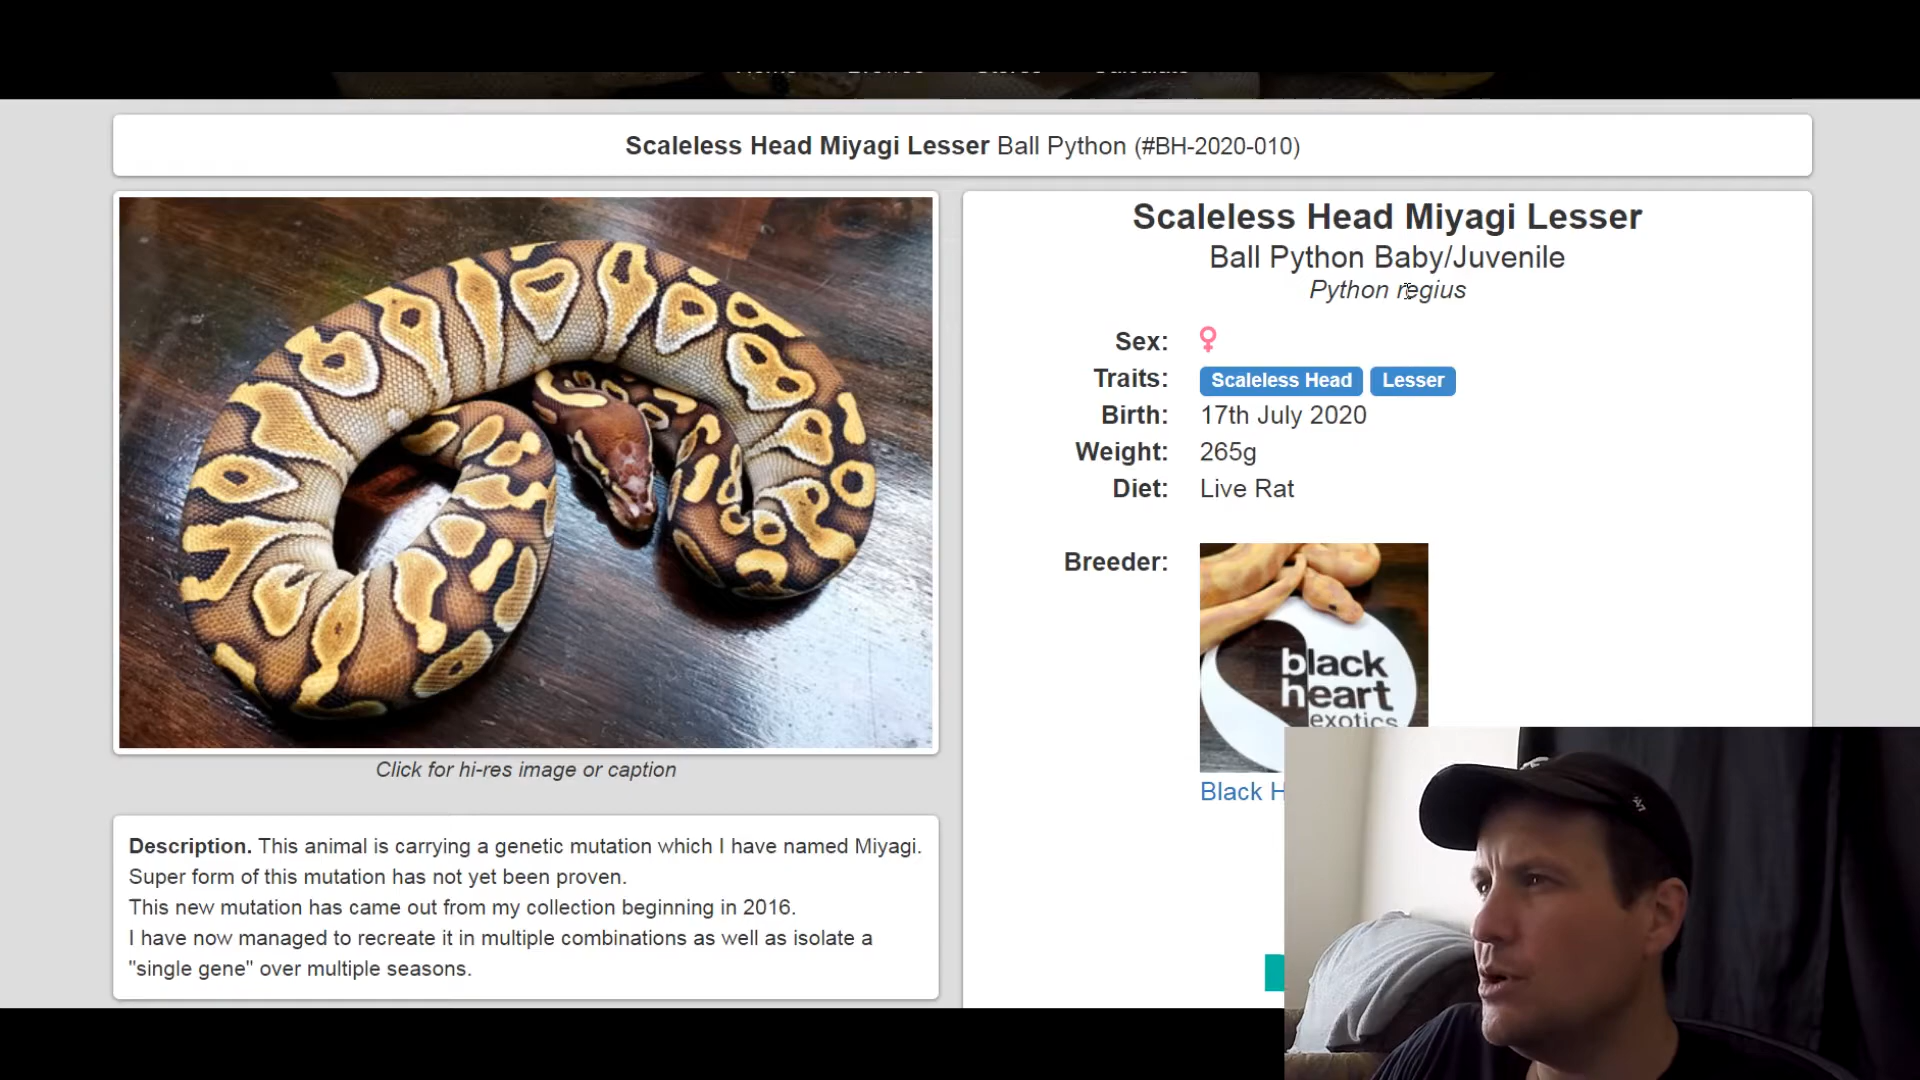 Home Browse Stores Calculate
Scaleless Head Miyagi Lesser Ball Python (#BH-2020-010)
Scaleless Head Miyagi Lesser
Ball Python Baby/Juvenile
Python regius
Sex: ♀
Traits: Scaleless Head Lesser
Birth: 17th July 2020
Weight: 265g
Diet: Live Rat
Breeder:
black
heart
exotics
Black H
Click for hi-res image or caption
Description. This animal is carrying a genetic mutation which I have named Miyagi.
Super form of this mutation has not yet been proven.
This new mutation has came out from my collection beginning in 2016.
I have now managed to recreate it in multiple combinations as well as isolate a
"single gene" over multiple seasons.